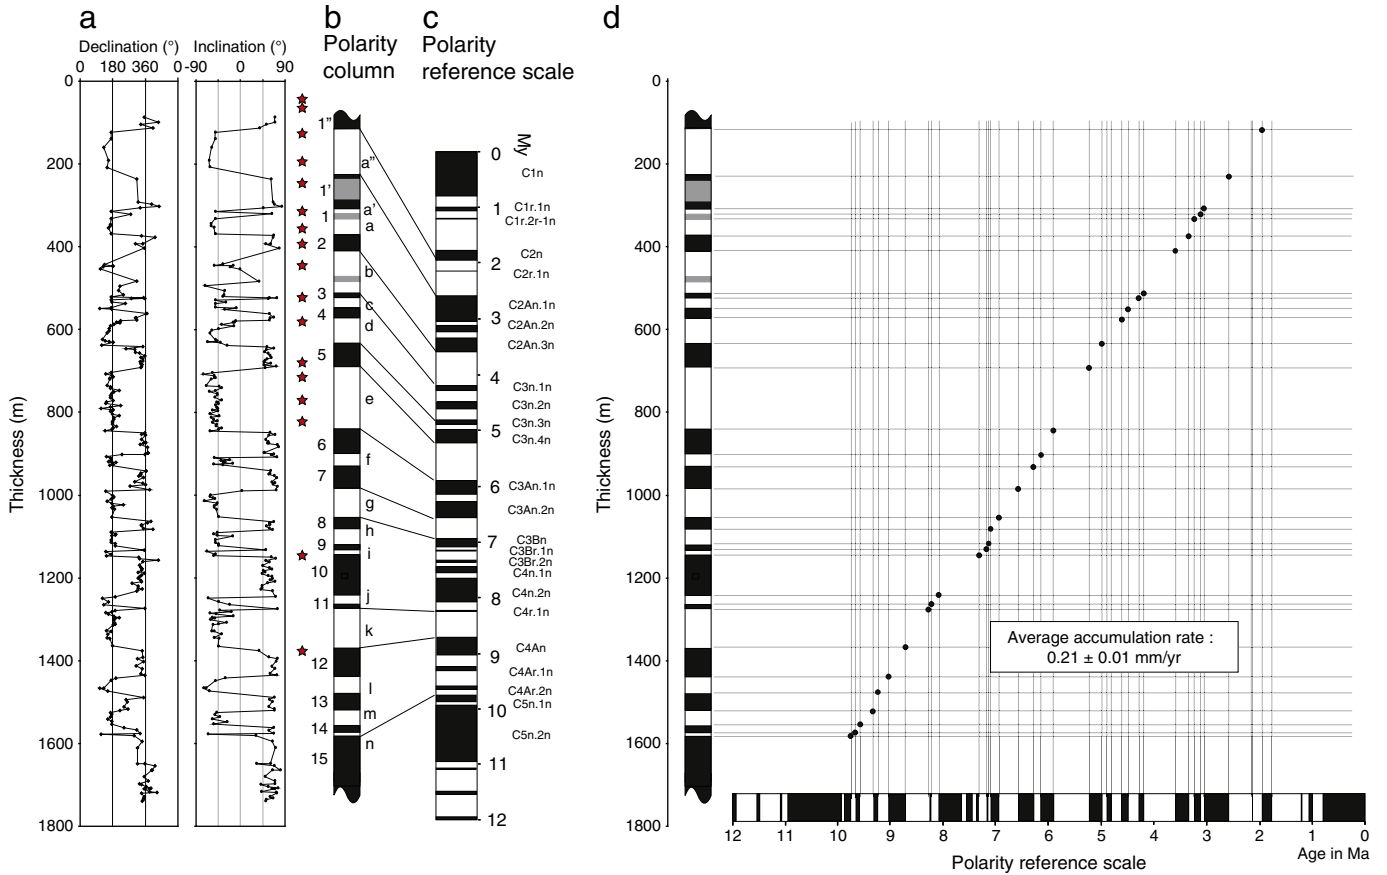 a
b
c
d
Declination (°)
Inclination (°)
Polarity
column
Polarity
reference scale
0 180 360 0
-90 0 90
0
200
400
600
800
1000
1200
1400
1600
1800
Thickness (m)
1"
a"
1'
a'
1
a
2
b
3
c
4
d
5
e
6
f
7
g
8
h
9
i
10
j
11
k
12
l
13
m
14
n
15
My
0
1
2
3
4
5
6
7
8
9
10
11
12
C1n
C1r.1n
C1r.2r-1n
C2n
C2r.1n
C2An.1n
C2An.2n
C2An.3n
C3n.1n
C3n.2n
C3n.3n
C3n.4n
C3An.1n
C3An.2n
C3Bn
C3Br.1n
C3Br.2n
C4n.1n
C4n.2n
C4r.1n
C4An
C4Ar.1n
C4Ar.2n
C5n.1n
C5n.2n
0
200
400
600
800
1000
1200
1400
1600
1800
Thickness (m)
Average accumulation rate :
0.21 ± 0.01 mm/yr
12 11 10 9 8 7 6 5 4 3 2 1 0
Age in Ma
Polarity reference scale